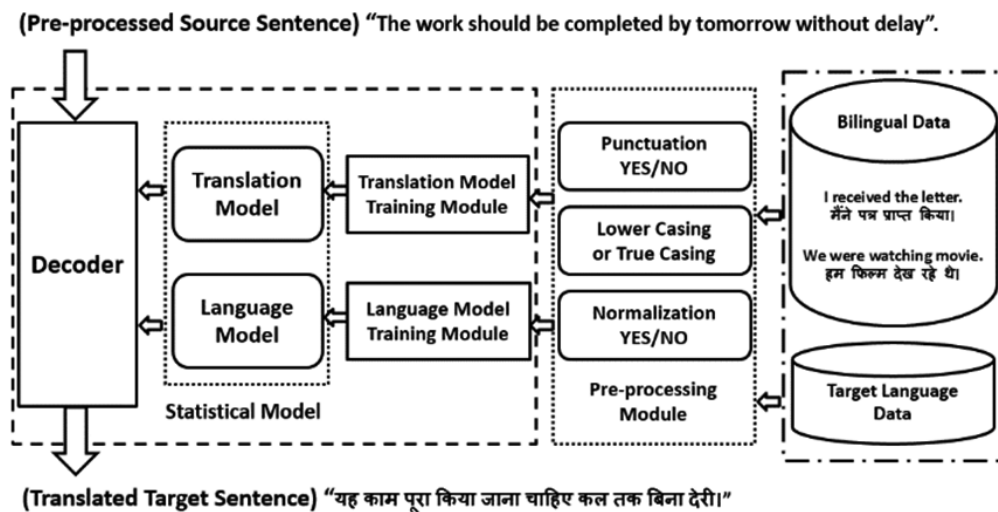 (Pre-processed Source Sentence) “The work should be completed by tomorrow without delay”.
Decoder
Translation
Model
Language
Model
Statistical Model
Translation Model
Training Module
Language Model
Training Module
Punctuation
YES/NO
Lower Casing
or True Casing
Normalization
YES/NO
Pre-processing
Module
Bilingual Data
I received the letter.
मैंने पत्र प्राप्त किया।
We were watching movie.
हम फिल्म देख रहे थे।
Target Language
Data
(Translated Target Sentence) “यह काम पूरा किया जाना चाहिए कल तक बिना देरी।”